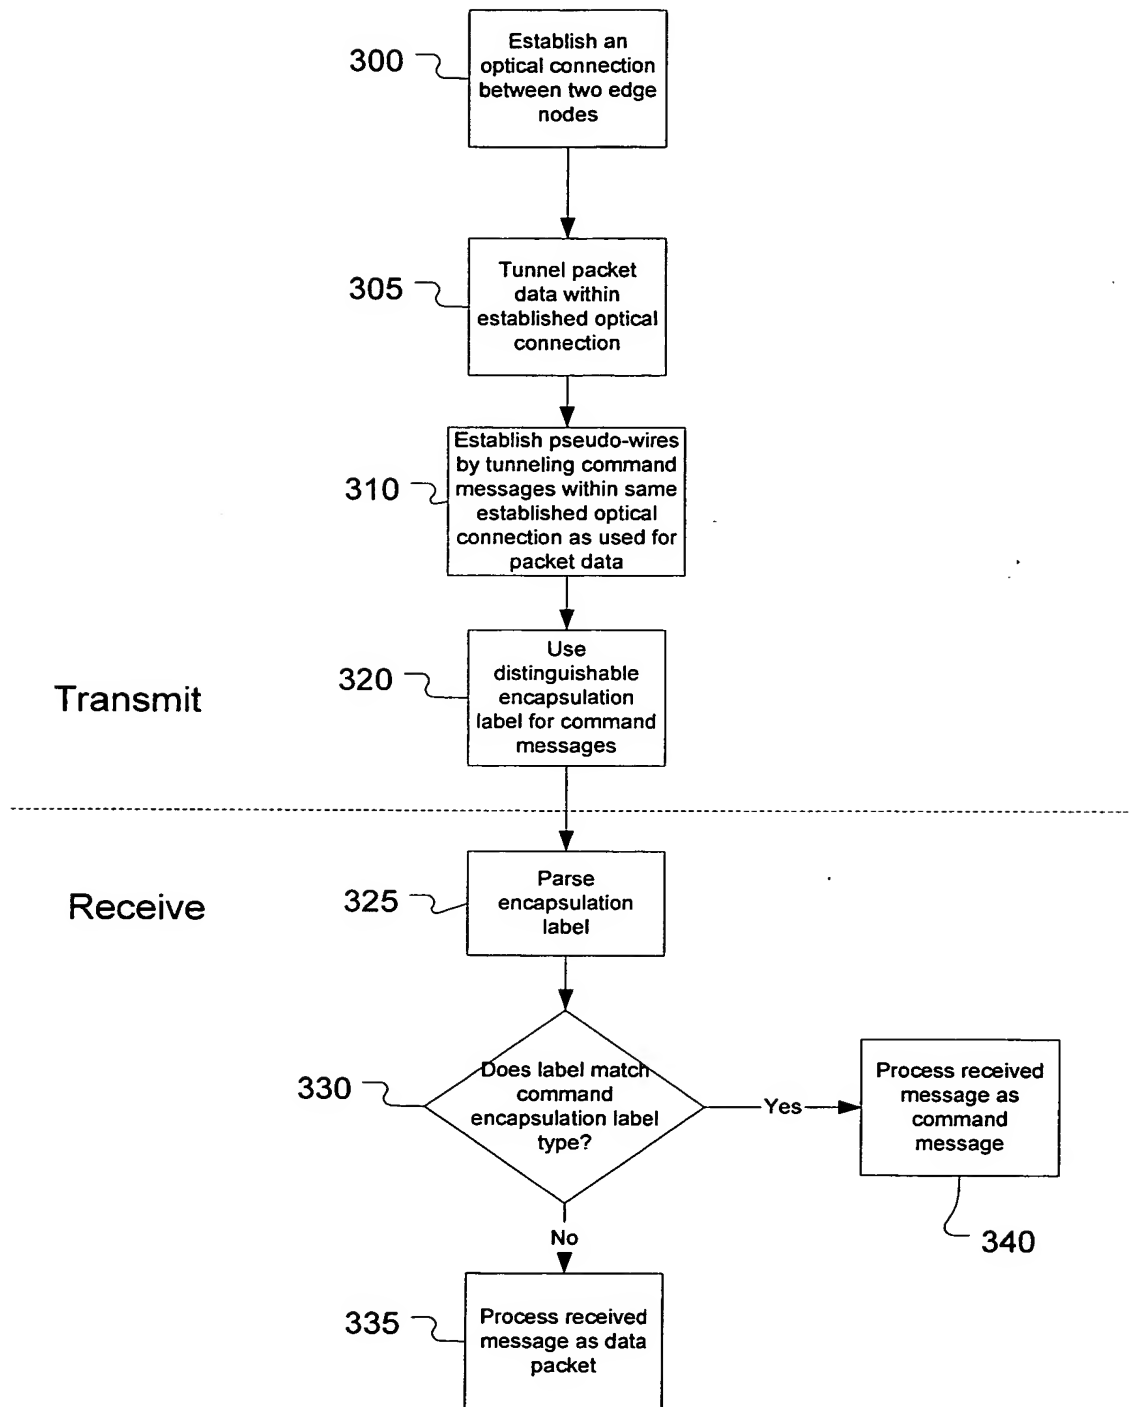 300
Establish an
optical connection
between two edge
nodes
305
Tunnel packet
data within
established optical
connection
310
Establish pseudo-wires
by tunneling command
messages within same
established optical
connection as used for
packet data
Transmit
320
Use
distinguishable
encapsulation
label for command
messages
Receive
325
Parse
encapsulation
label
330
Does label match
command
encapsulation label
type?
Yes
Process received
message as
command
message
340
No
335
Process received
message as data
packet